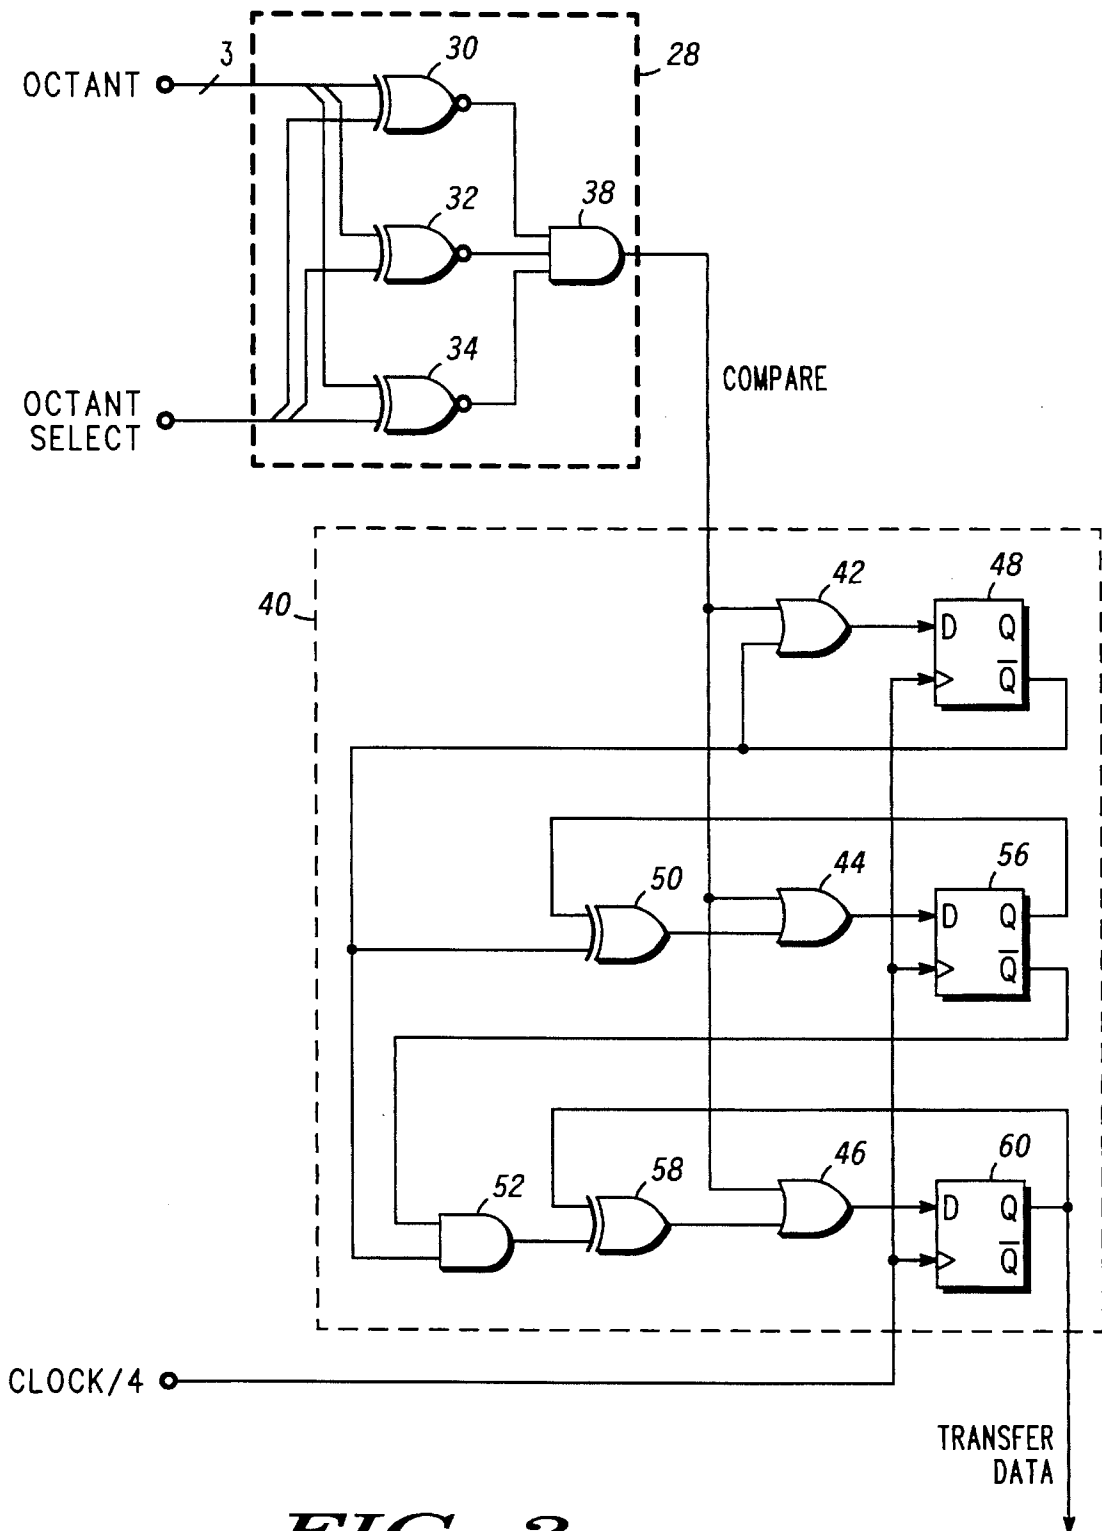 OCTANT
3
30
28
32
38
34
OCTANT
SELECT
COMPARE
40
42
48
D Q
Q̅
50
44
56
D Q
Q̅
52
58
46
60
D Q
Q̅
CLOCK/4
TRANSFER
DATA